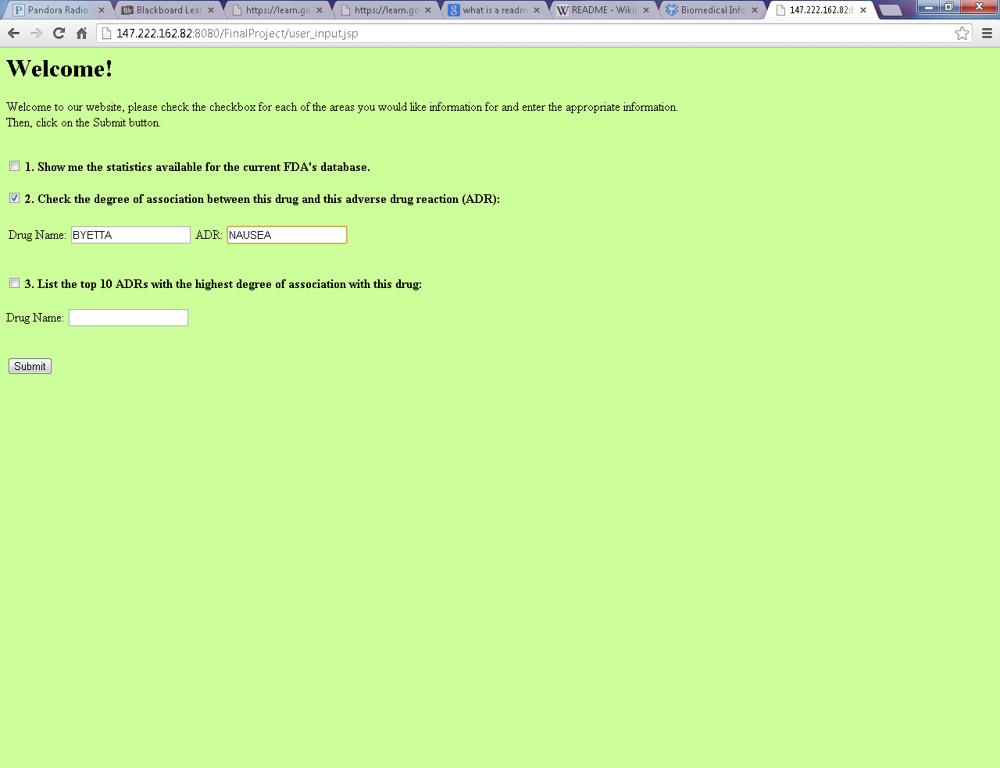 Pandora Radio
Blackboard Lea
https://learn.go
https://learn.go
what is a readm
README - Wikip
Biomedical Info
147.222.162.82:8
147.222.162.82:8080/FinalProject/user_input.jsp
Welcome!
Welcome to our website, please check the checkbox for each of the areas you would like information for and enter the appropriate information.
Then, click on the Submit button.
1. Show me the statistics available for the current FDA's database.
2. Check the degree of association between this drug and this adverse drug reaction (ADR):
Drug Name: BYETTA ADR: NAUSEA
3. List the top 10 ADRs with the highest degree of association with this drug:
Drug Name:
Submit